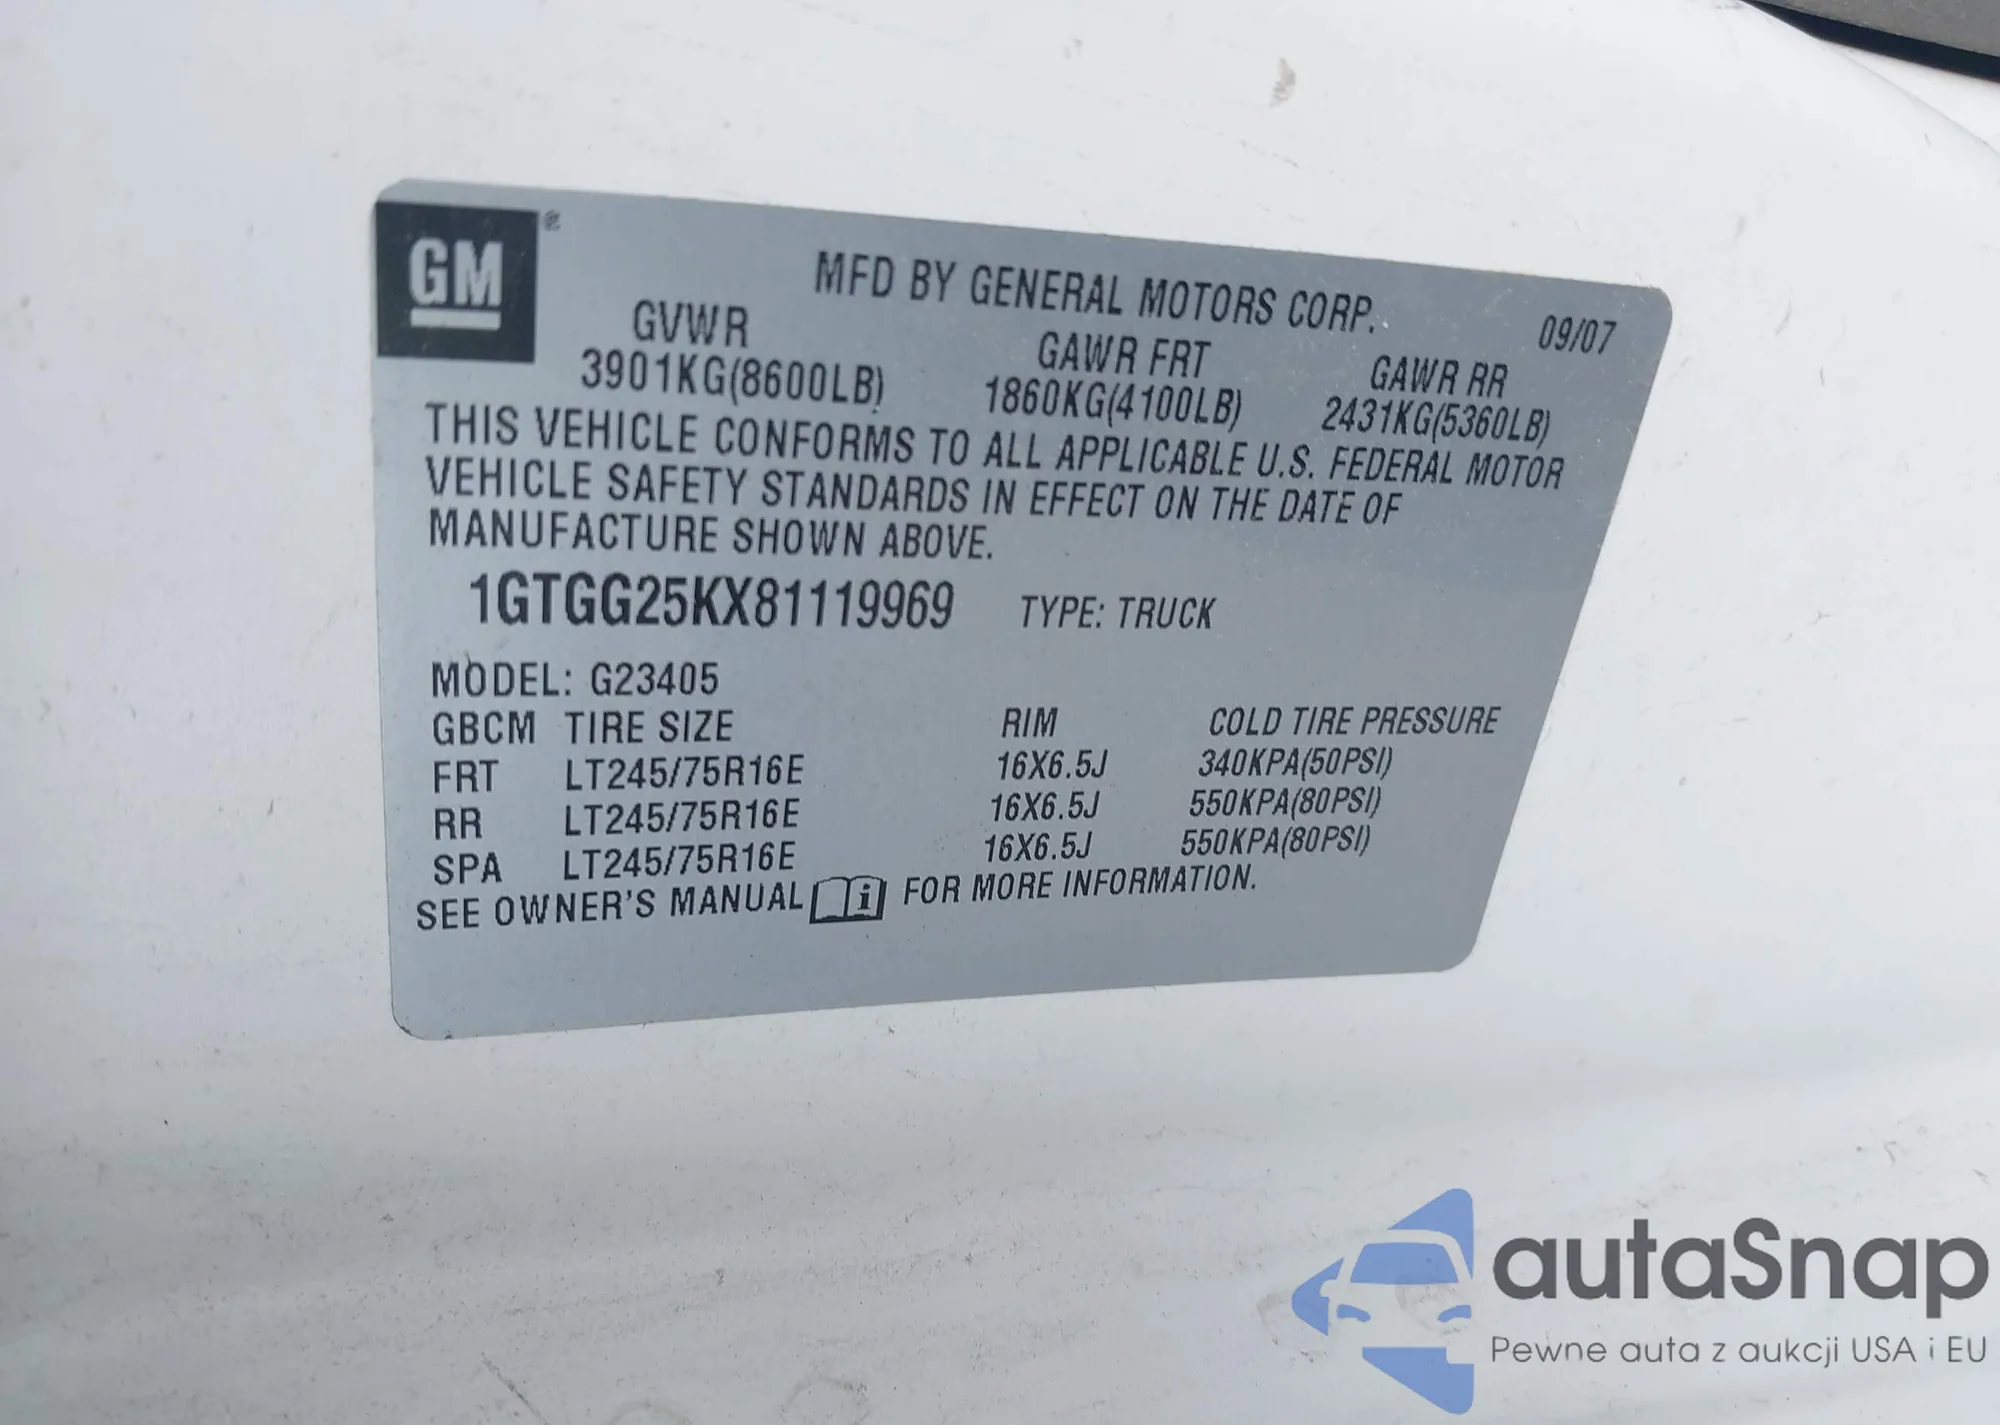 GM®
MFD BY GENERAL MOTORS CORP. 09/07
GVWR GAWR FRT GAWR RR
3901KG(8600LB) 1860KG(4100LB) 2431KG(5360LB)
THIS VEHICLE CONFORMS TO ALL APPLICABLE U.S. FEDERAL MOTOR
VEHICLE SAFETY STANDARDS IN EFFECT ON THE DATE OF
MANUFACTURE SHOWN ABOVE.
1GTGG25KX81119969 TYPE: TRUCK
MODEL: G23405
GBCM TIRE SIZE RIM COLD TIRE PRESSURE
FRT LT245/75R16E 16X6.5J 340KPA(50PSI)
RR LT245/75R16E 16X6.5J 550KPA(80PSI)
SPA LT245/75R16E 16X6.5J 550KPA(80PSI)
SEE OWNER'S MANUAL i FOR MORE INFORMATION.
autaSnap
Pewne auta z aukcji USA i EU